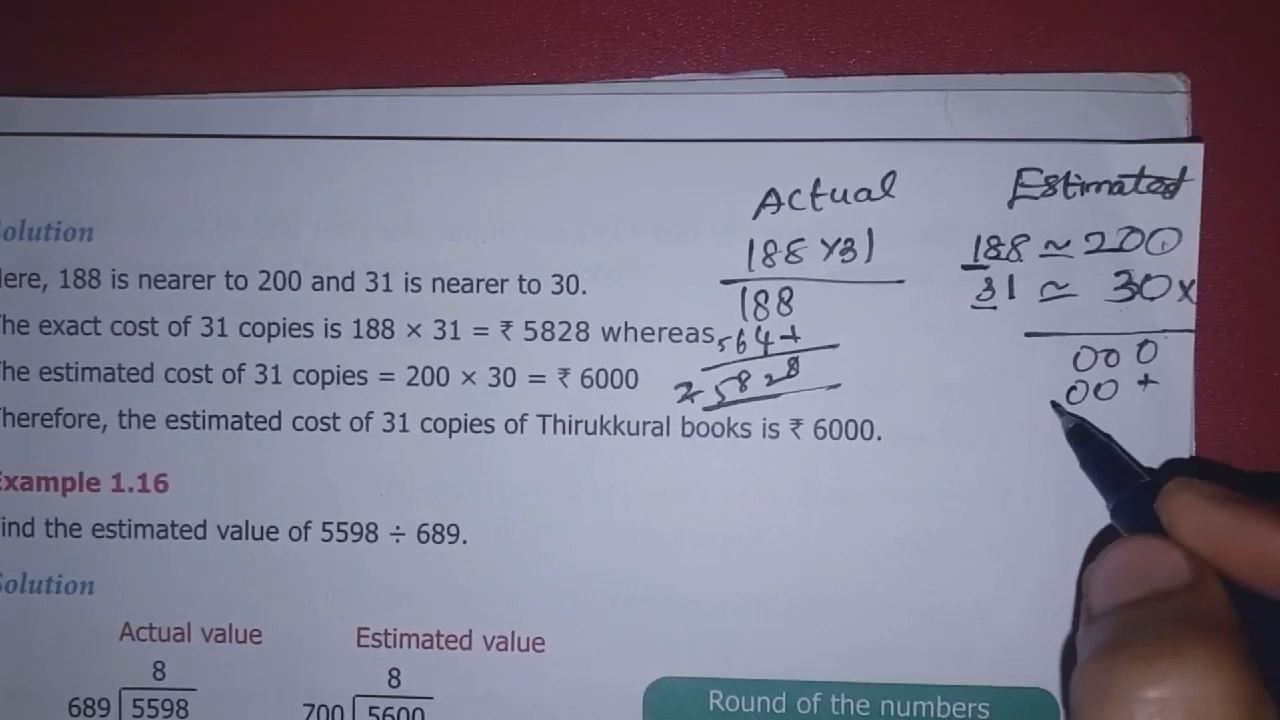 olution
ere, 188 is nearer to 200 and 31 is nearer to 30.
he exact cost of 31 copies is 188 × 31 = ₹ 5828 whereas,
he estimated cost of 31 copies = 200 × 30 = ₹ 6000
herefore, the estimated cost of 31 copies of Thirukkural books is ₹ 6000.
xample 1.16
ind the estimated value of 5598 ÷ 689.
olution
Actual value
8
689 5598
Estimated value
8
700 5600
Round of the numbers
Actual
188 × 31
188
564+
₹ 5828
Estimated
188 ≃ 200
31 ≃ 30 ×
000
00 +